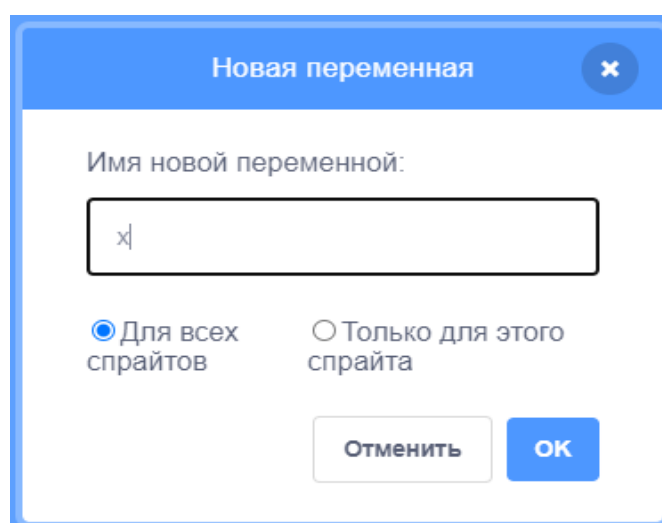 Новая переменная
Имя новой переменной:
x
Для всех Только для этого
спрайтов спрайта
Отменить OK